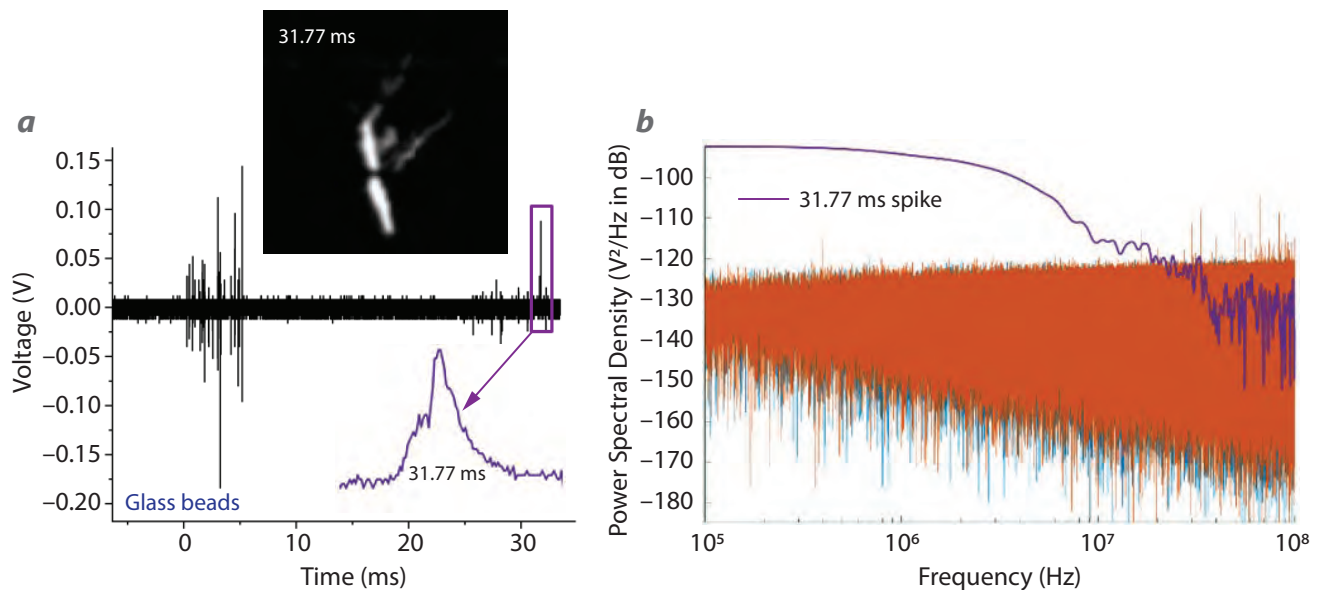 31.77 ms
a
0.15
0.10
0.05
0.00
−0.05
−0.10
−0.15
−0.20
Voltage (V)
Glass beads
31.77 ms
0
10
20
30
Time (ms)
b
−100
−110
−120
−130
−140
−150
−160
−170
−180
Power Spectral Density (V²/Hz in dB)
31.77 ms spike
10⁵
10⁶
10⁷
10⁸
Frequency (Hz)